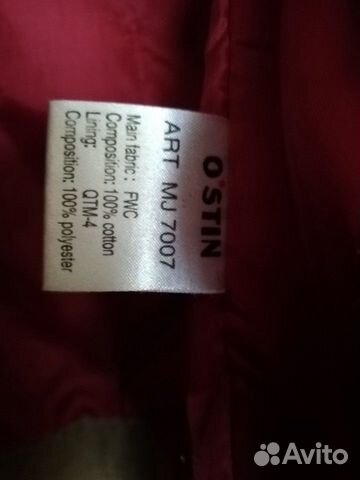 O'STIN
ART MJ 7007
Main fabric: FWC
Composition: 100% cotton
Lining: QTM-4
Composition: 100% polyester
Avito